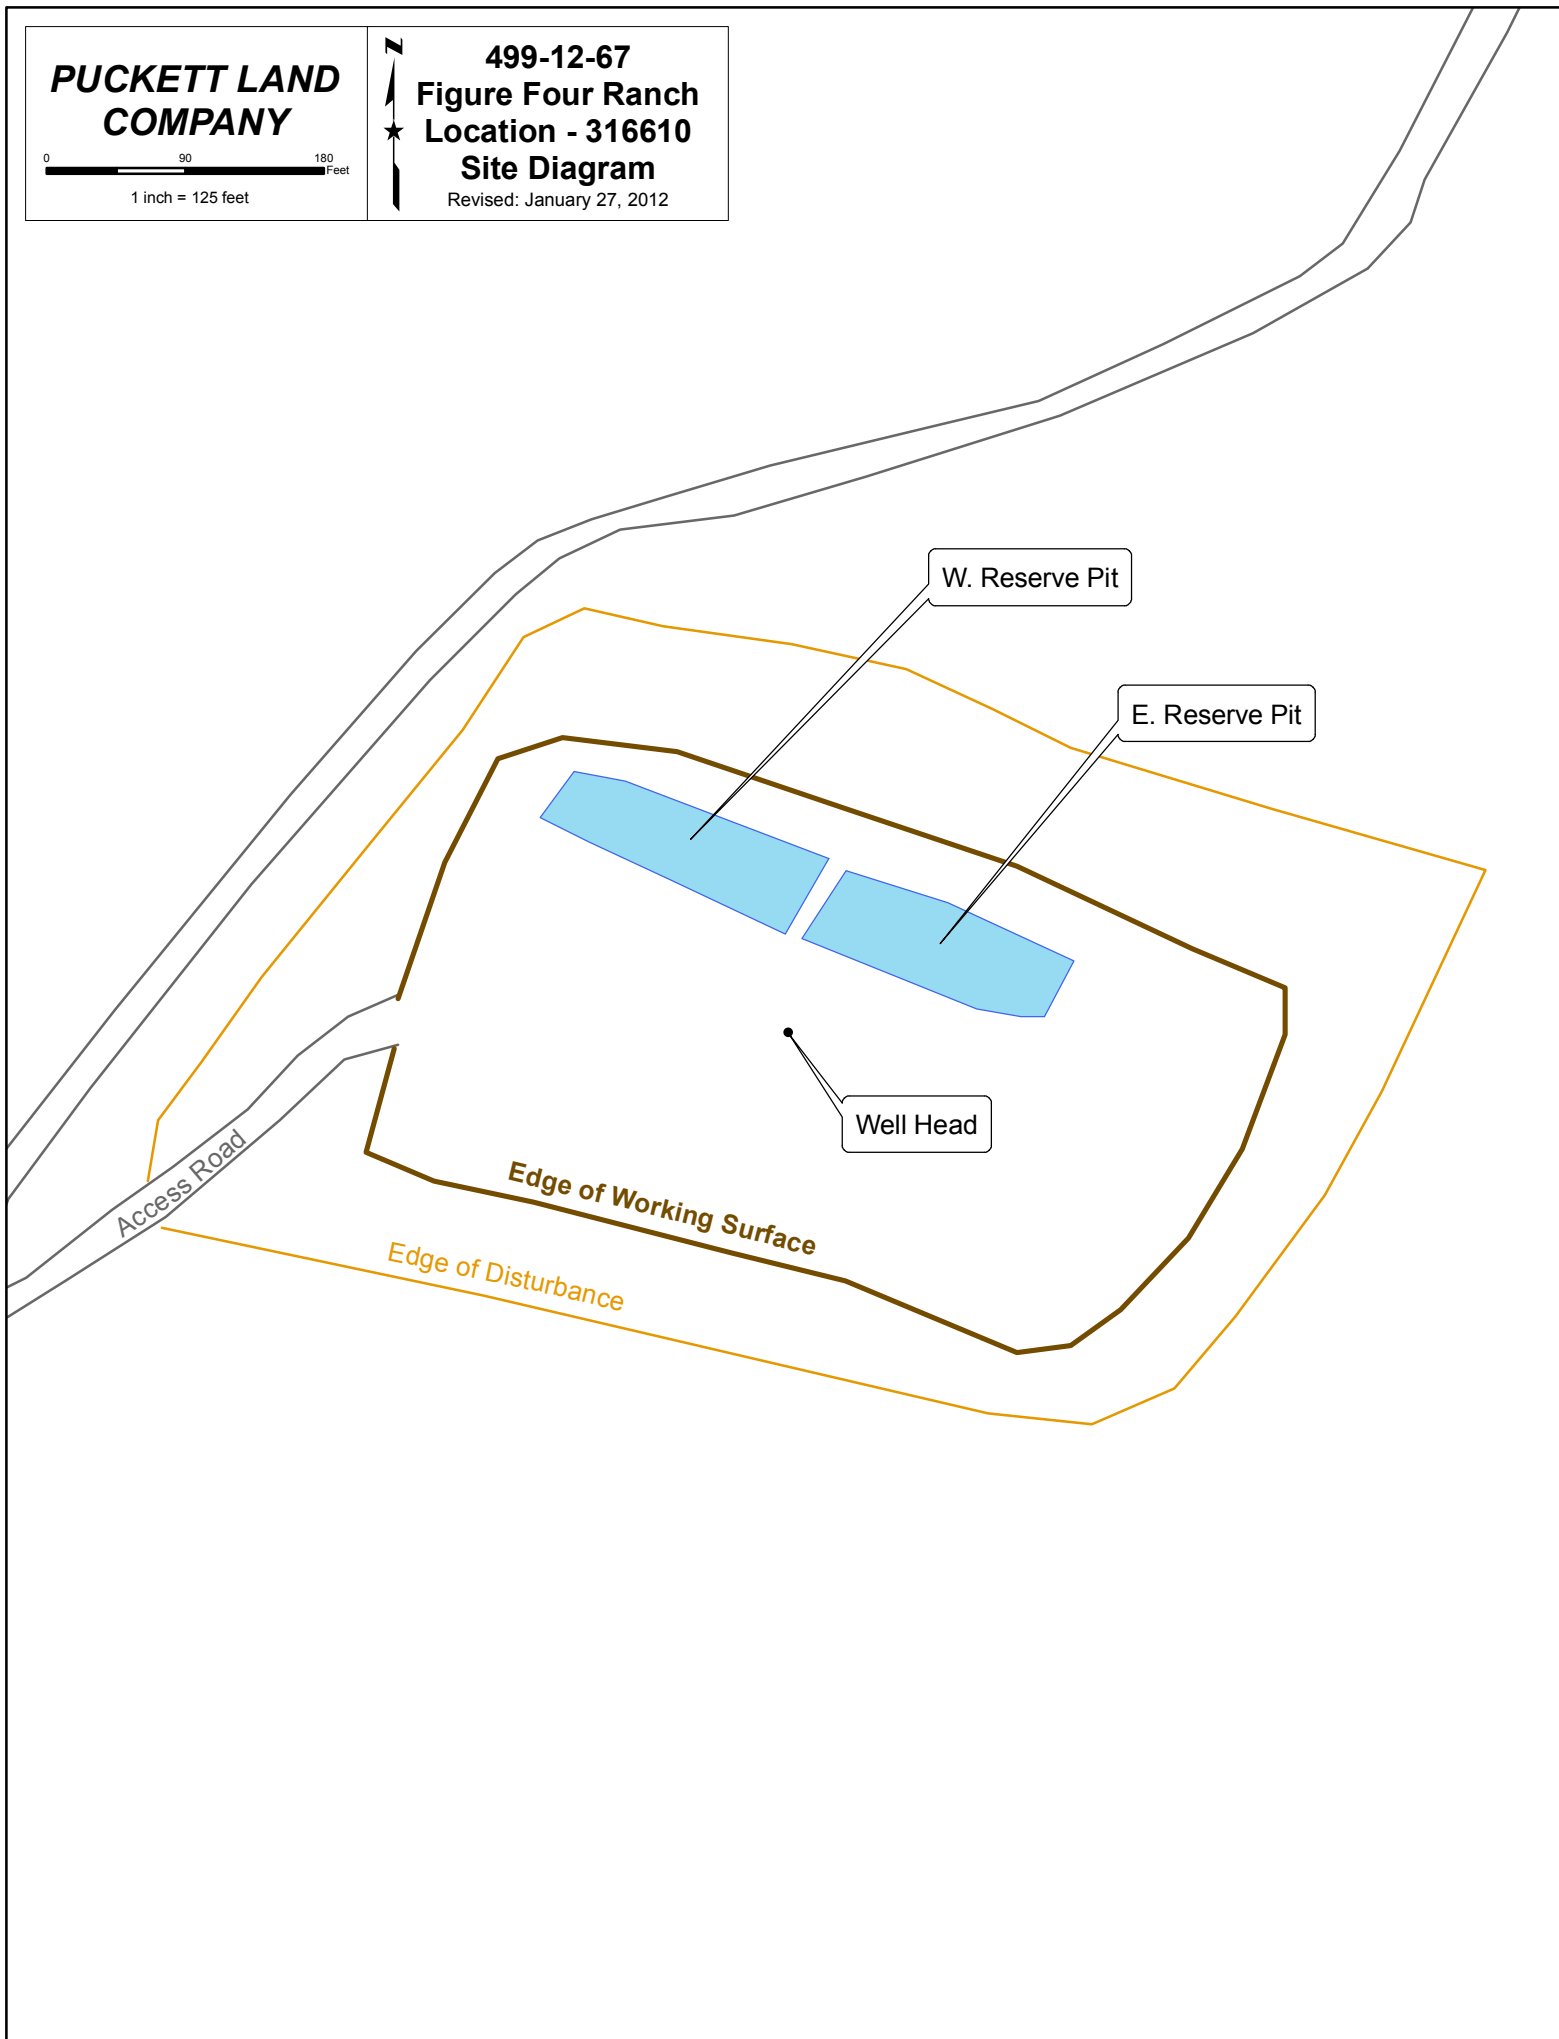 PUCKETT LAND
COMPANY
0 90 180
Feet
1 inch = 125 feet
N
499-12-67
Figure Four Ranch
Location - 316610
Site Diagram
Revised: January 27, 2012
W. Reserve Pit
E. Reserve Pit
Well Head
Access Road
Edge of Working Surface
Edge of Disturbance